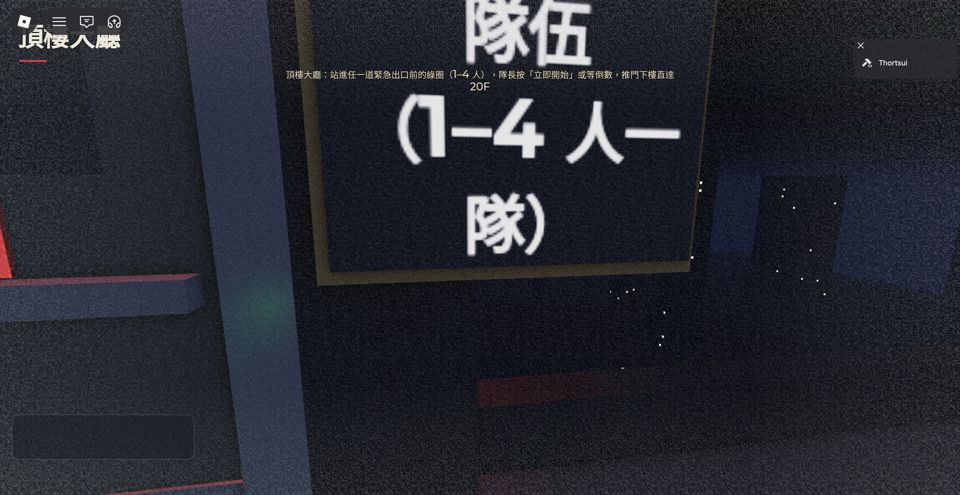 頂樓大廳
隊伍
（1–4 人一
隊）
頂樓大廳：站進任一道緊急出口前的綠圈（1–4 人），隊長按「立即開始」或等倒數，推門下樓直達
20F
Thortsui